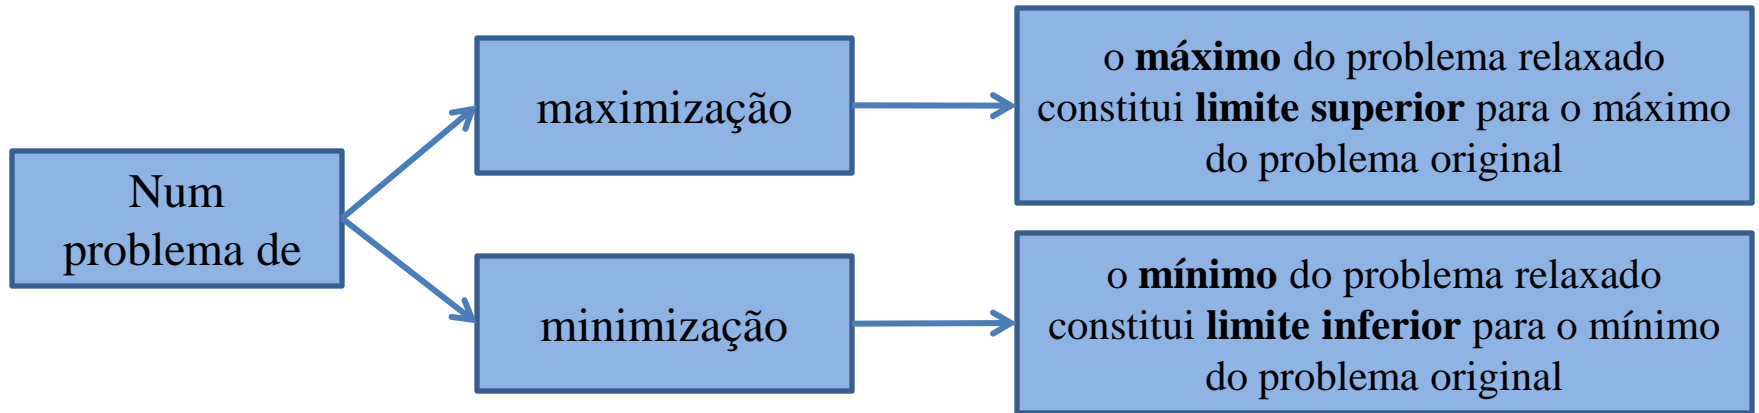 Num
problema de
maximização
o máximo do problema relaxado
constitui limite superior para o máximo
do problema original
minimização
o mínimo do problema relaxado
constitui limite inferior para o mínimo
do problema original